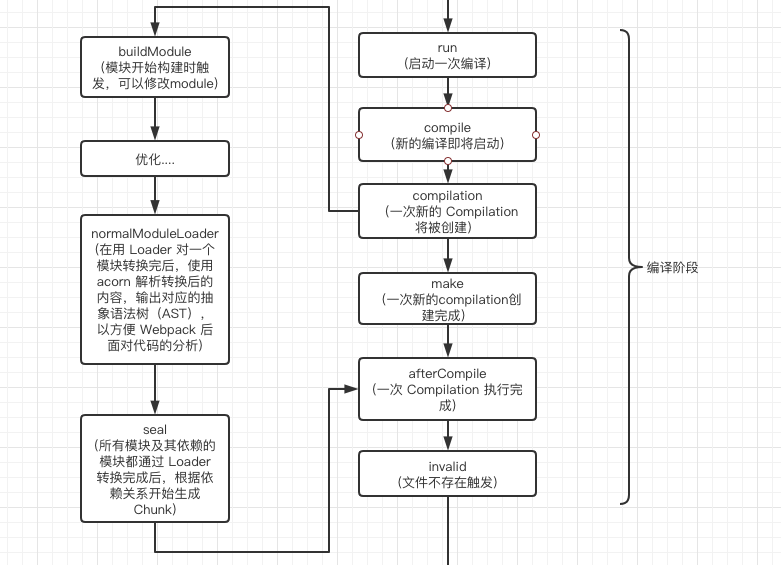 buildModule
(模块开始构建时触
发，可以修改module)
优化....
normalModuleLoader
(在用 Loader 对一个
模块转换完后，使用
acorn 解析转换后的
内容，输出对应的抽
象语法树（AST），
以方便 Webpack 后
面对代码的分析)
seal
(所有模块及其依赖的
模块都通过 Loader
转换完成后，根据依
赖关系开始生成
Chunk)
run
（启动一次编译）
compile
（新的编译即将启动）
compilation
（一次新的 Compilation
将被创建）
make
（一次新的compilation创
建完成）
afterCompile
（一次 Compilation 执行完
成）
invalid
（文件不存在触发）
编译阶段